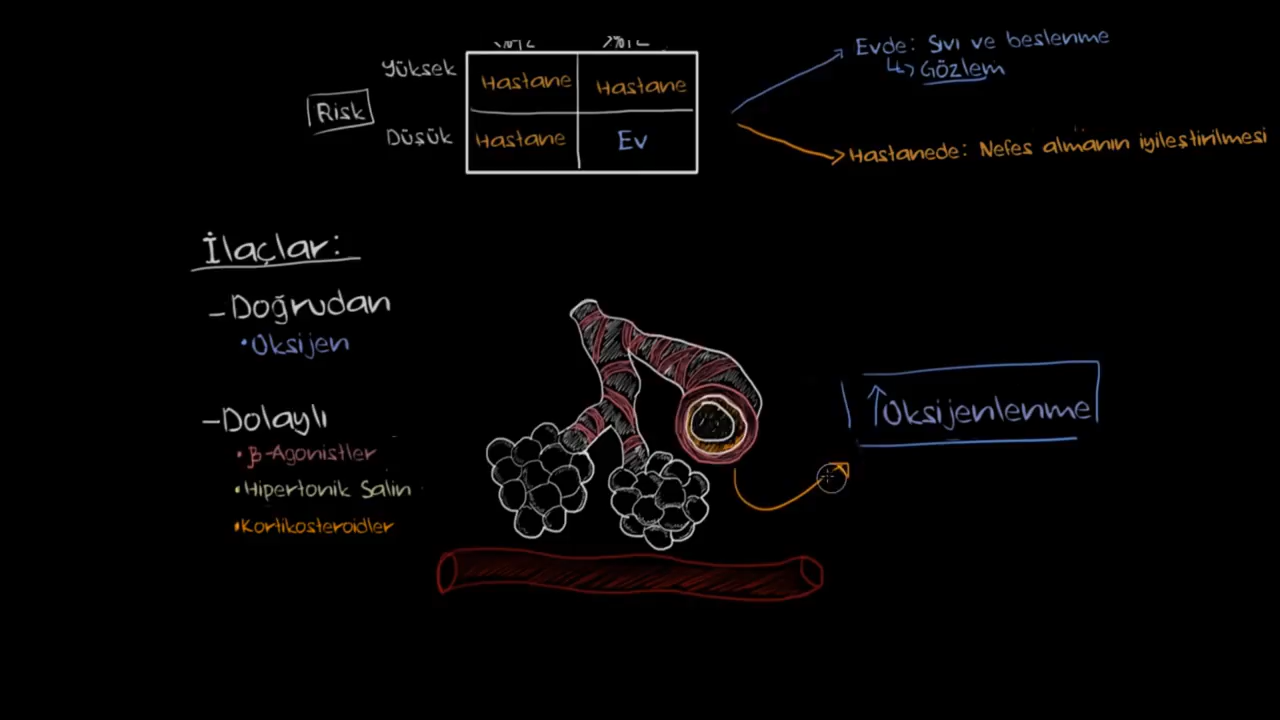 Yüksek
Hastane
Hastane
Risk
Düşük
Hastane
Ev
Evde: Sıvı ve beslenme
↳ Gözlem
Hastanede: Nefes almanın iyileştirilmesi
İlaçlar:
- Doğrudan
• Oksijen
- Dolaylı
• β-Agonistler
• Hipertonik Salin
• Kortikosteroidler
↑ Oksijenlenme